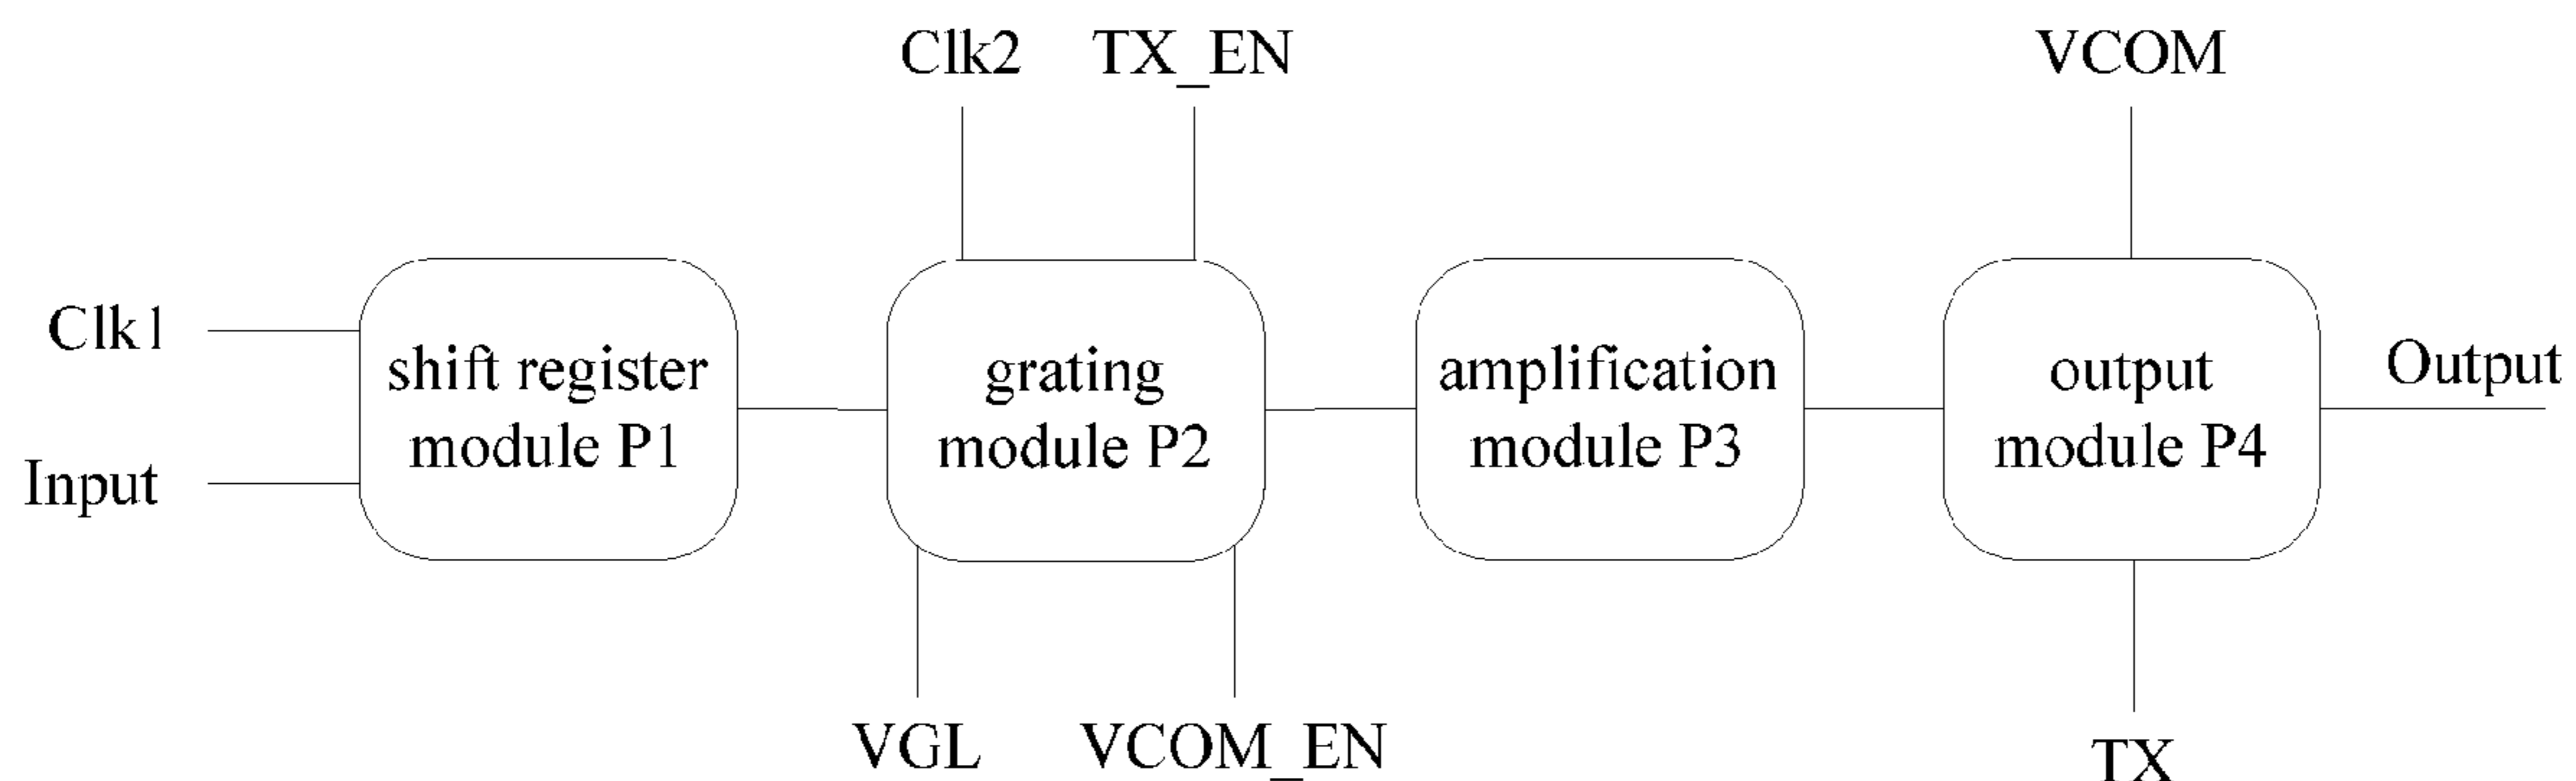 Clk2 TX_EN VCOM
Clk1
Input
shift register
module P1
grating
module P2
amplification
module P3
output
module P4
Output
VGL VCOM_EN TX